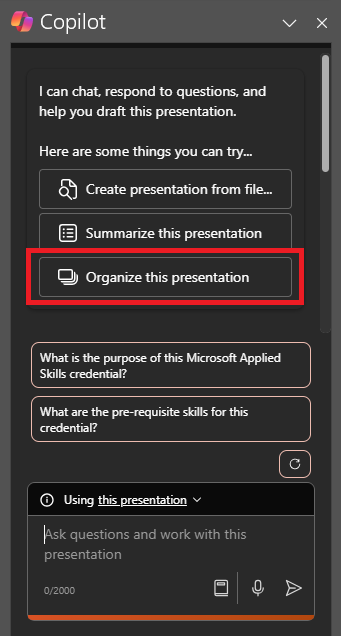 Copilot
I can chat, respond to questions, and
help you draft this presentation.
Here are some things you can try...
Create presentation from file...
Summarize this presentation
Organize this presentation
What is the purpose of this Microsoft Applied
Skills credential?
What are the pre-requisite skills for this
credential?
Using this presentation
Ask questions and work with this
presentation
0/2000